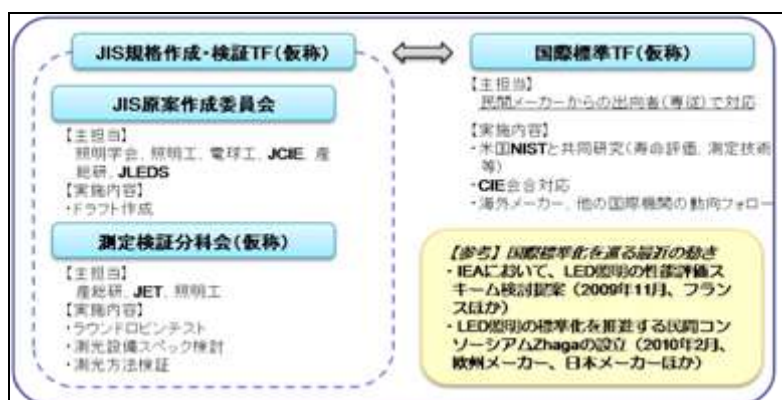 JIS規格作成・検証TF(仮称)
JIS原案作成委員会
【主担当】
照明学会、照明工、電球工、JCIE、産
総研、JLEDS
【実施内容】
・ドラフト作成
測定検証分科会(仮称)
【主担当】
産総研、JET、照明工
【実施内容】
・ラウンドロビンテスト
・測光設備スペック検討
・測光方法検証
国際標準TF(仮称)
【主担当】
民間メーカーからの出向者(専従)で対応
【実施内容】
・米国NISTと共同研究(寿命評価、測定技術
等)
・CIE会合対応
・海外メーカー、他の国際機関の動向フォロー
【参考】国際標準化を巡る最近の動き
・IEAにおいて、LED照明の性能評価ス
キーム検討提案（2009年11月、フラン
スほか）
・LED照明の標準化を推進する民間コン
ソーシアムZhagaの設立（2010年2月、
欧州メーカー、日本メーカーほか）